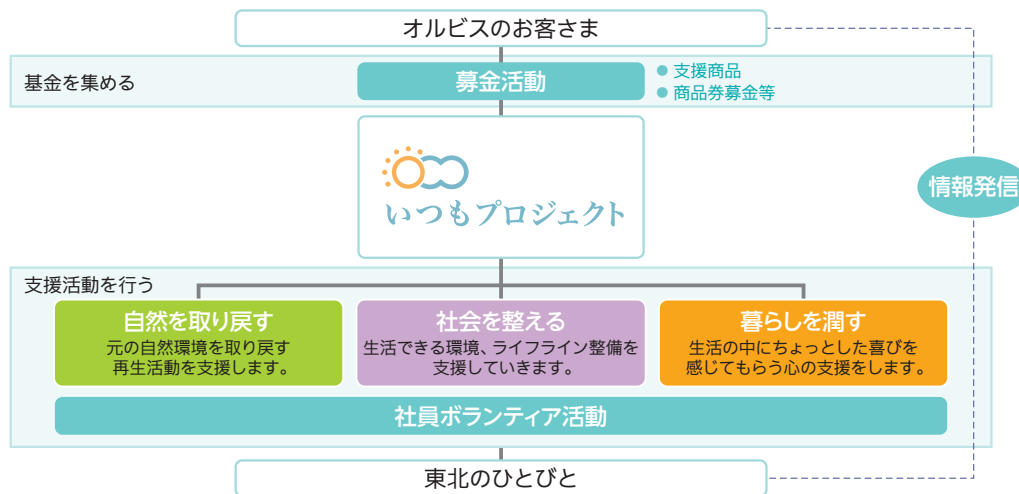 オルビスのお客さま
基金を集める
募金活動
● 支援商品
● 商品券募金等
いつもプロジェクト
情報発信
支援活動を行う
自然を取り戻す
元の自然環境を取り戻す
再生活動を支援します。
社会を整える
生活できる環境、ライフライン整備を
支援していきます。
暮らしを潤す
生活の中にちょっとした喜びを
感じてもらう心の支援をします。
社員ボランティア活動
東北のひとびと